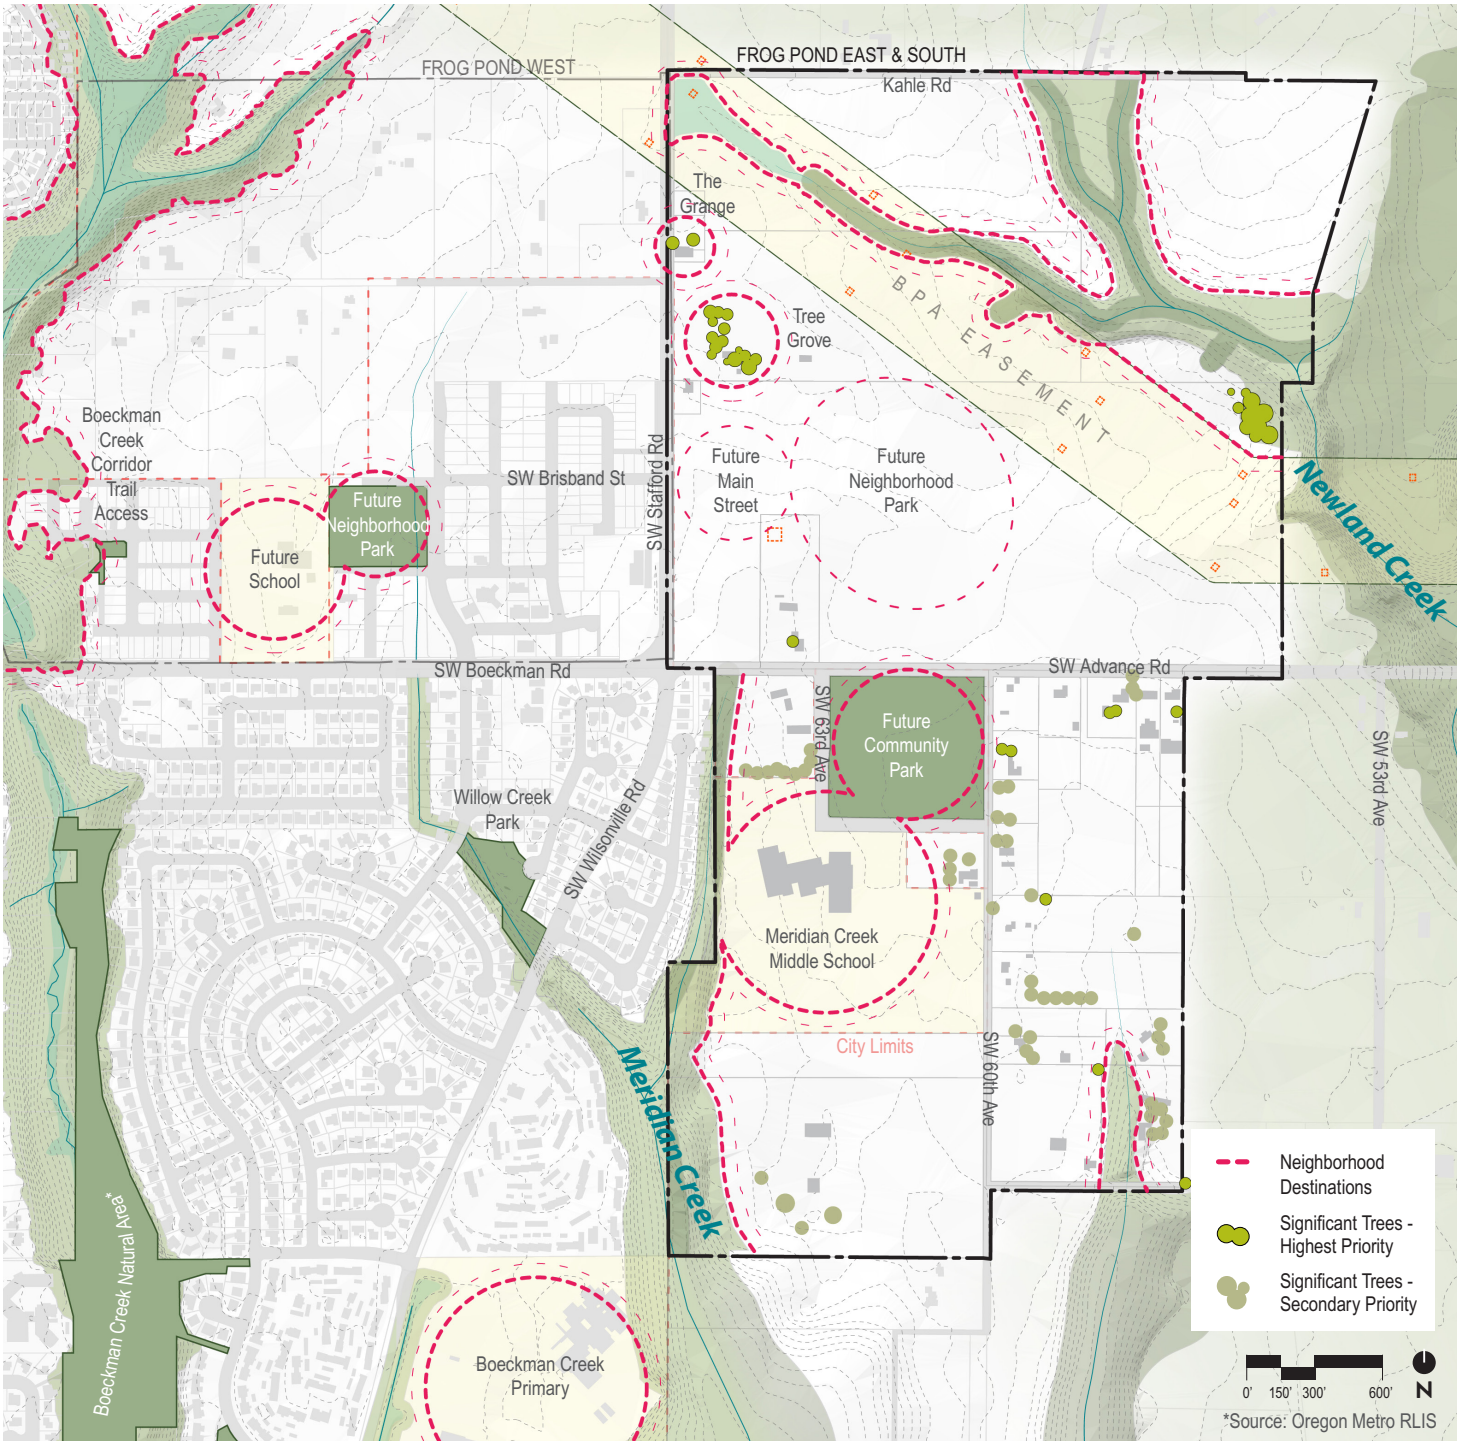 FROG POND EAST & SOUTH
FROG POND WEST
Kahle Rd
The
Grange
Tree
Grove
BPA EASEMENT
Boeckman
Creek
Corridor
Trail
Access
SW Brisband St
SW Stafford Rd
Future
Main
Street
Future
Neighborhood
Park
Future
Neighborhood
Park
Future
School
Newland Creek
SW Boeckman Rd
SW Advance Rd
SW 63rd Ave
Future
Community
Park
SW 53rd Ave
Willow Creek
Park
SW Wilsonville Rd
Meridian Creek
Middle School
City Limits
SW 60th Ave
Meridian Creek
Boeckman Creek Natural Area*
Boeckman Creek
Primary
Neighborhood
Destinations
Significant Trees -
Highest Priority
Significant Trees -
Secondary Priority
0' 150' 300' 600'
N
*Source: Oregon Metro RLIS